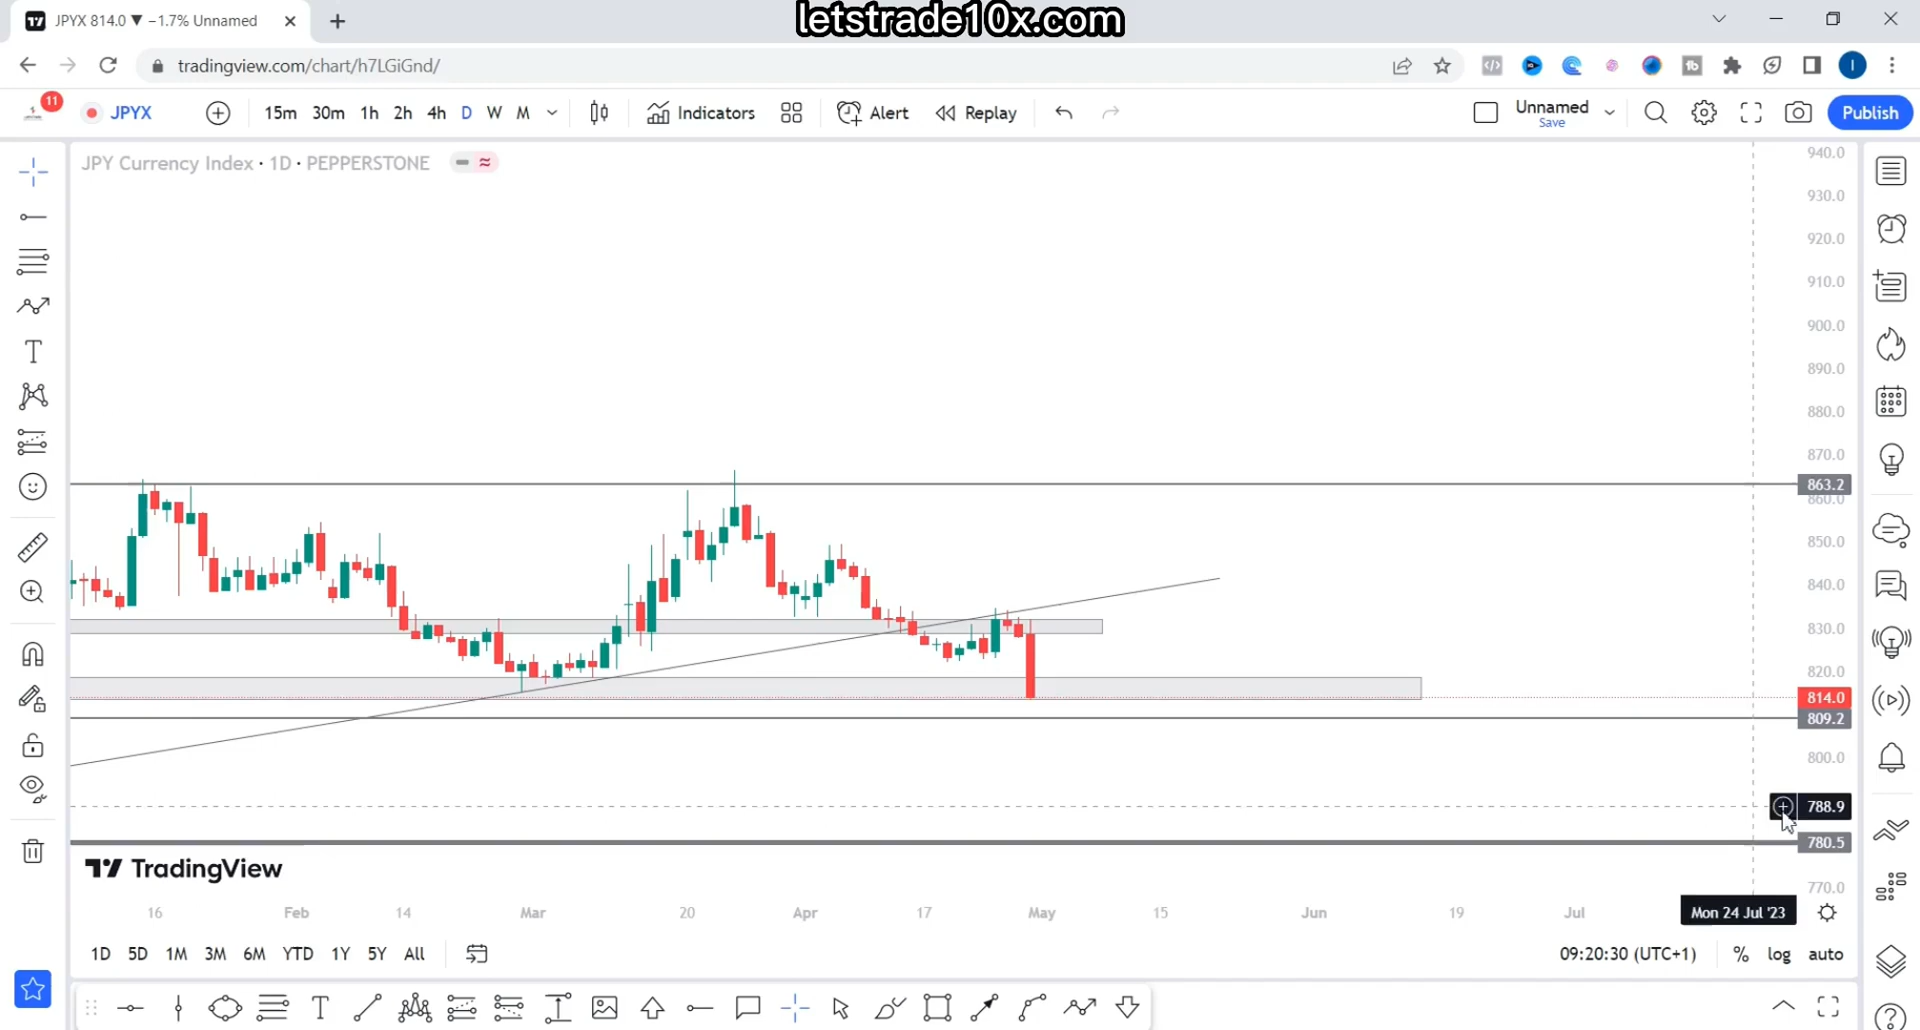 JPYX 814.0 ▼ −1.7% Unnamed
letstrade10x.com
tradingview.com/chart/h7LGiGnd/
11
JPYX
15m 30m 1h 2h 4h D W M
Indicators
Alert
Replay
Unnamed
Save
Publish
JPY Currency Index · 1D · PEPPERSTONE
940.0
930.0
920.0
910.0
900.0
890.0
880.0
870.0
863.2
860.0
850.0
840.0
830.0
820.0
814.0
809.2
800.0
788.9
780.5
770.0
TradingView
16 Feb 14 Mar 20 Apr 17 May 15 Jun 19 Jul
Mon 24 Jul '23
1D 5D 1M 3M 6M YTD 1Y 5Y All
09:20:30 (UTC+1) % log auto